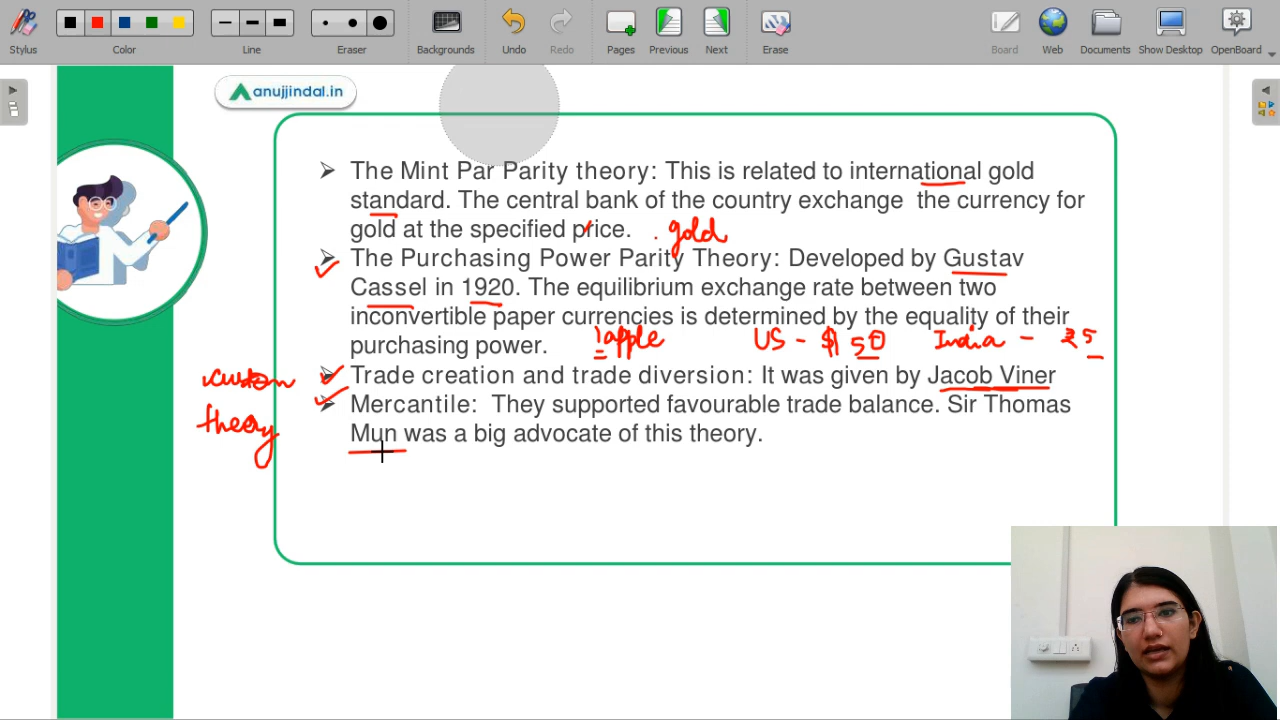 Stylus
Color
Line
Eraser
Backgrounds
Undo
Redo
Pages
Previous
Next
Erase
Board
Web
Documents
Show Desktop
OpenBoard
anujjindal.in
➢ The Mint Par Parity theory: This is related to international gold
standard. The central bank of the country exchange the currency for
gold at the specified price. . gold
➢ The Purchasing Power Parity Theory: Developed by Gustav
Cassel in 1920. The equilibrium exchange rate between two
inconvertible paper currencies is determined by the equality of their
purchasing power. 1apple US - $ 50 India - ₹5
➢ Trade creation and trade diversion: It was given by Jacob Viner
➢ Mercantile: They supported favourable trade balance. Sir Thomas
Mun was a big advocate of this theory.
custom
theory